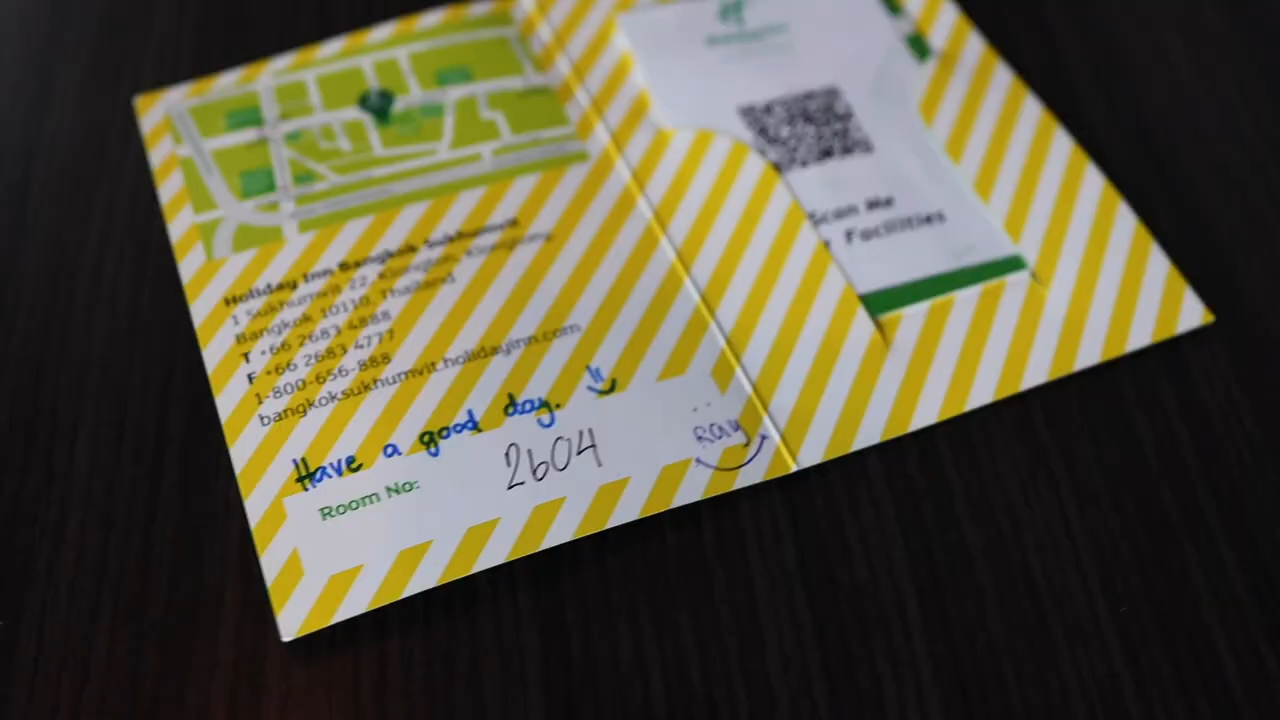 Holiday Inn Bangkok Sukhumvit
1 Sukhumvit 22, Klongton, Klongtoey
Bangkok 10110, Thailand
T +66 2683 4888
F +66 2683 4777
1-800-656-888
bangkoksukhumvit.holidayinn.com
Have a good day.
Room No: 2604
Ray
Scan Me
Facilities